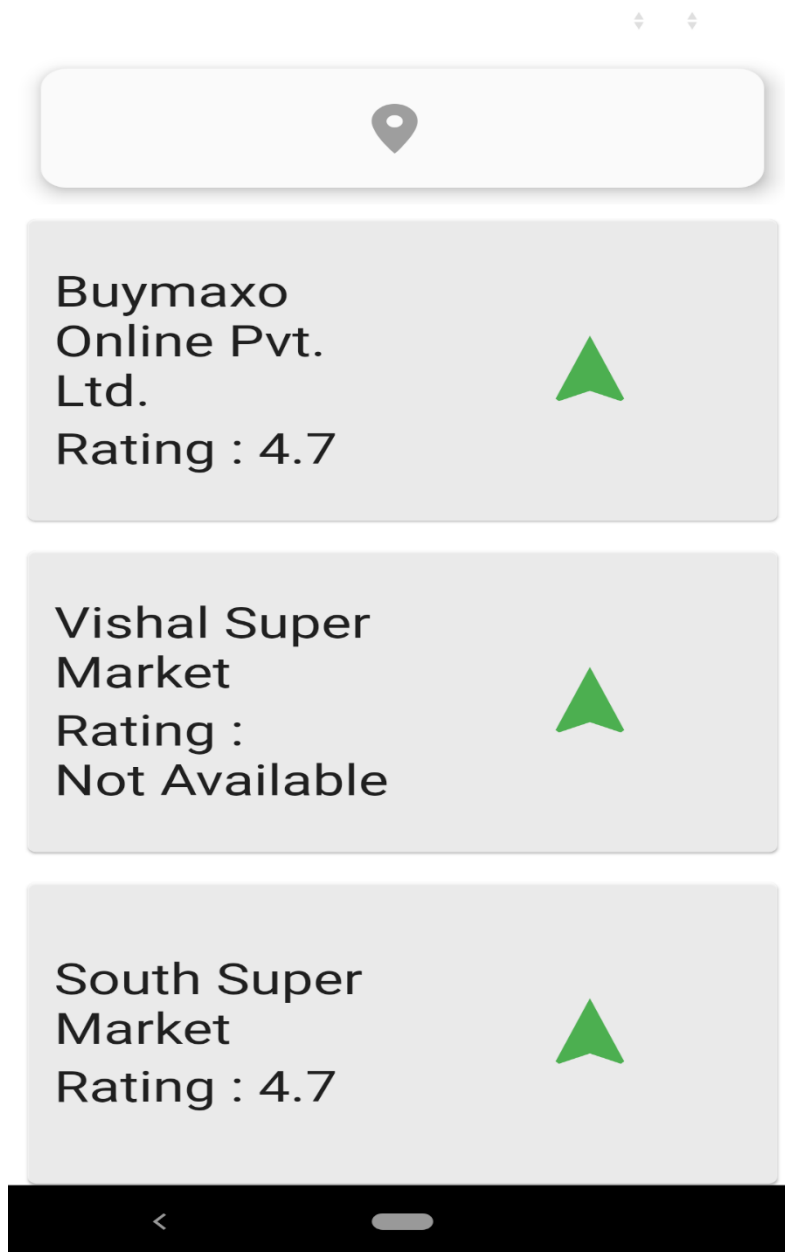 Buymaxo
Online Pvt.
Ltd.
Rating : 4.7
Vishal Super
Market
Rating :
Not Available
South Super
Market
Rating : 4.7